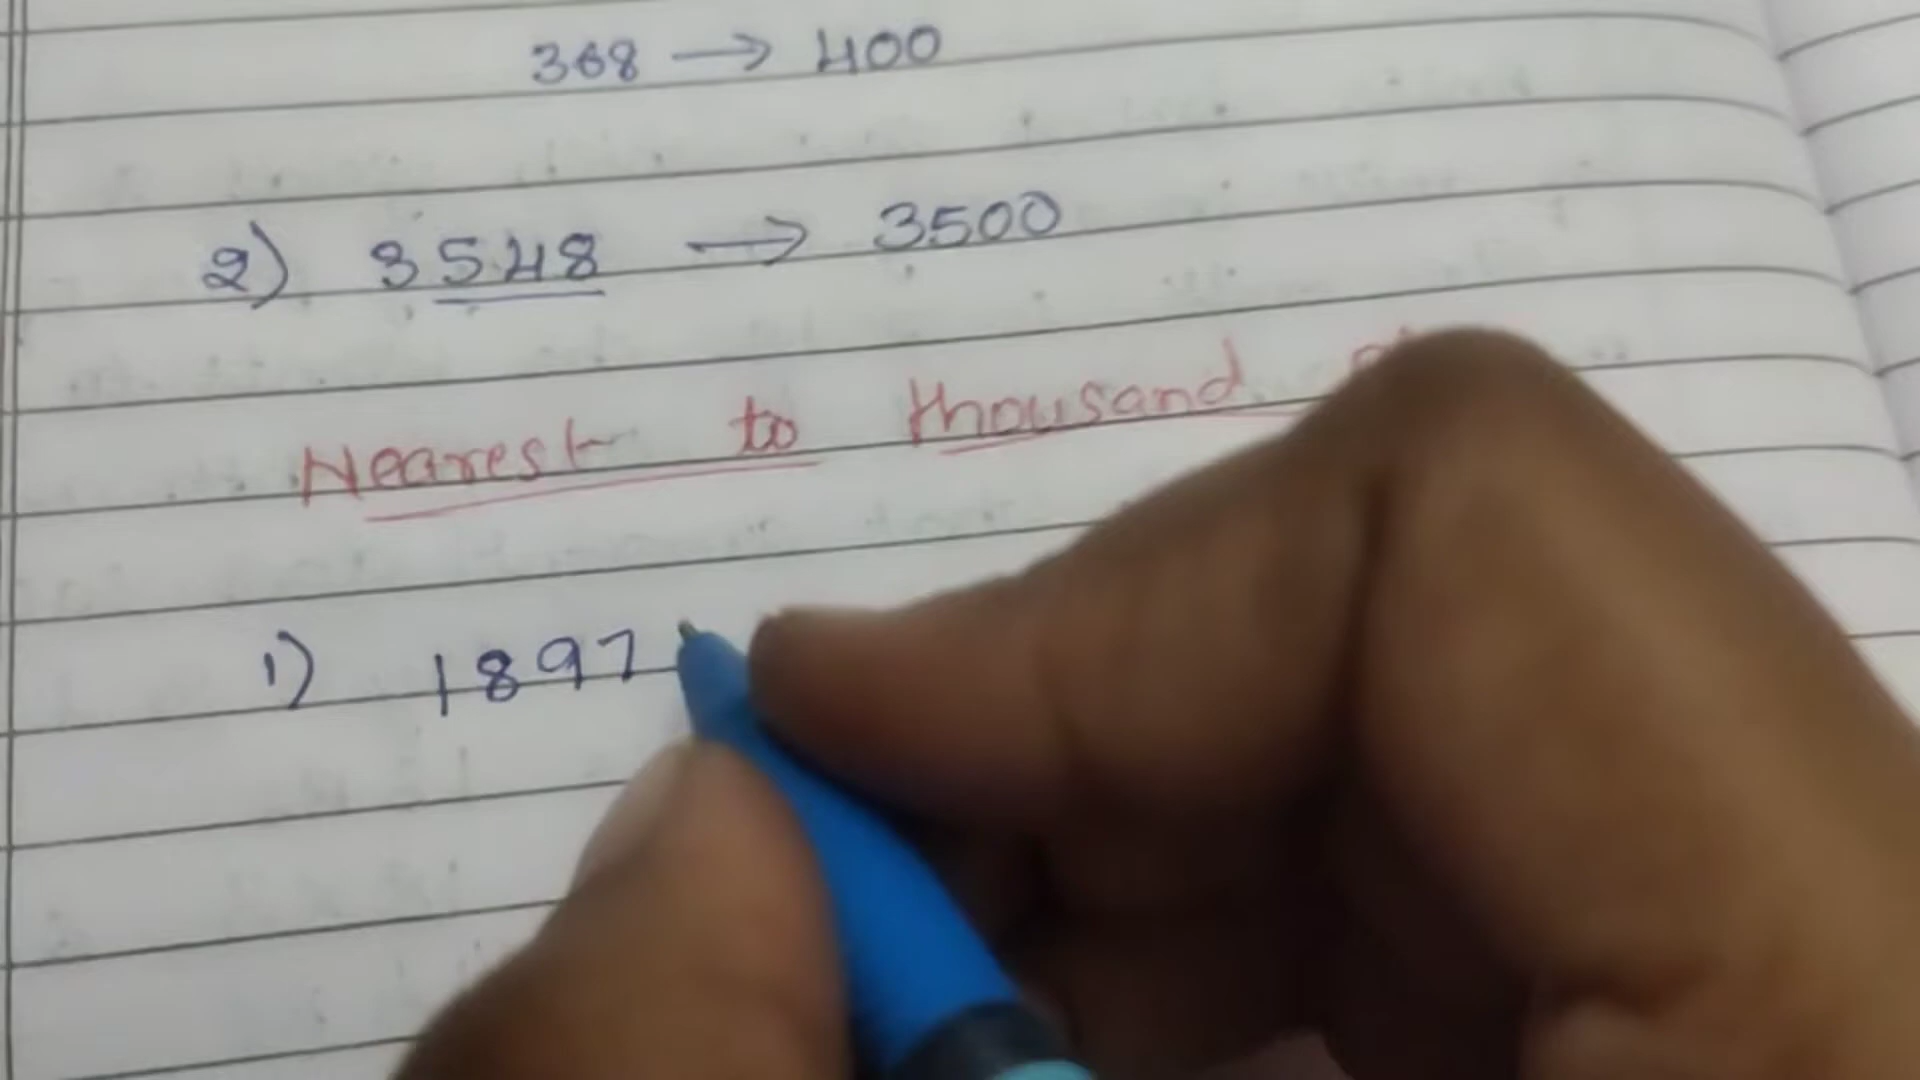 368 → 400
2) 3548 → 3500
Nearest to thousand
1) 1897